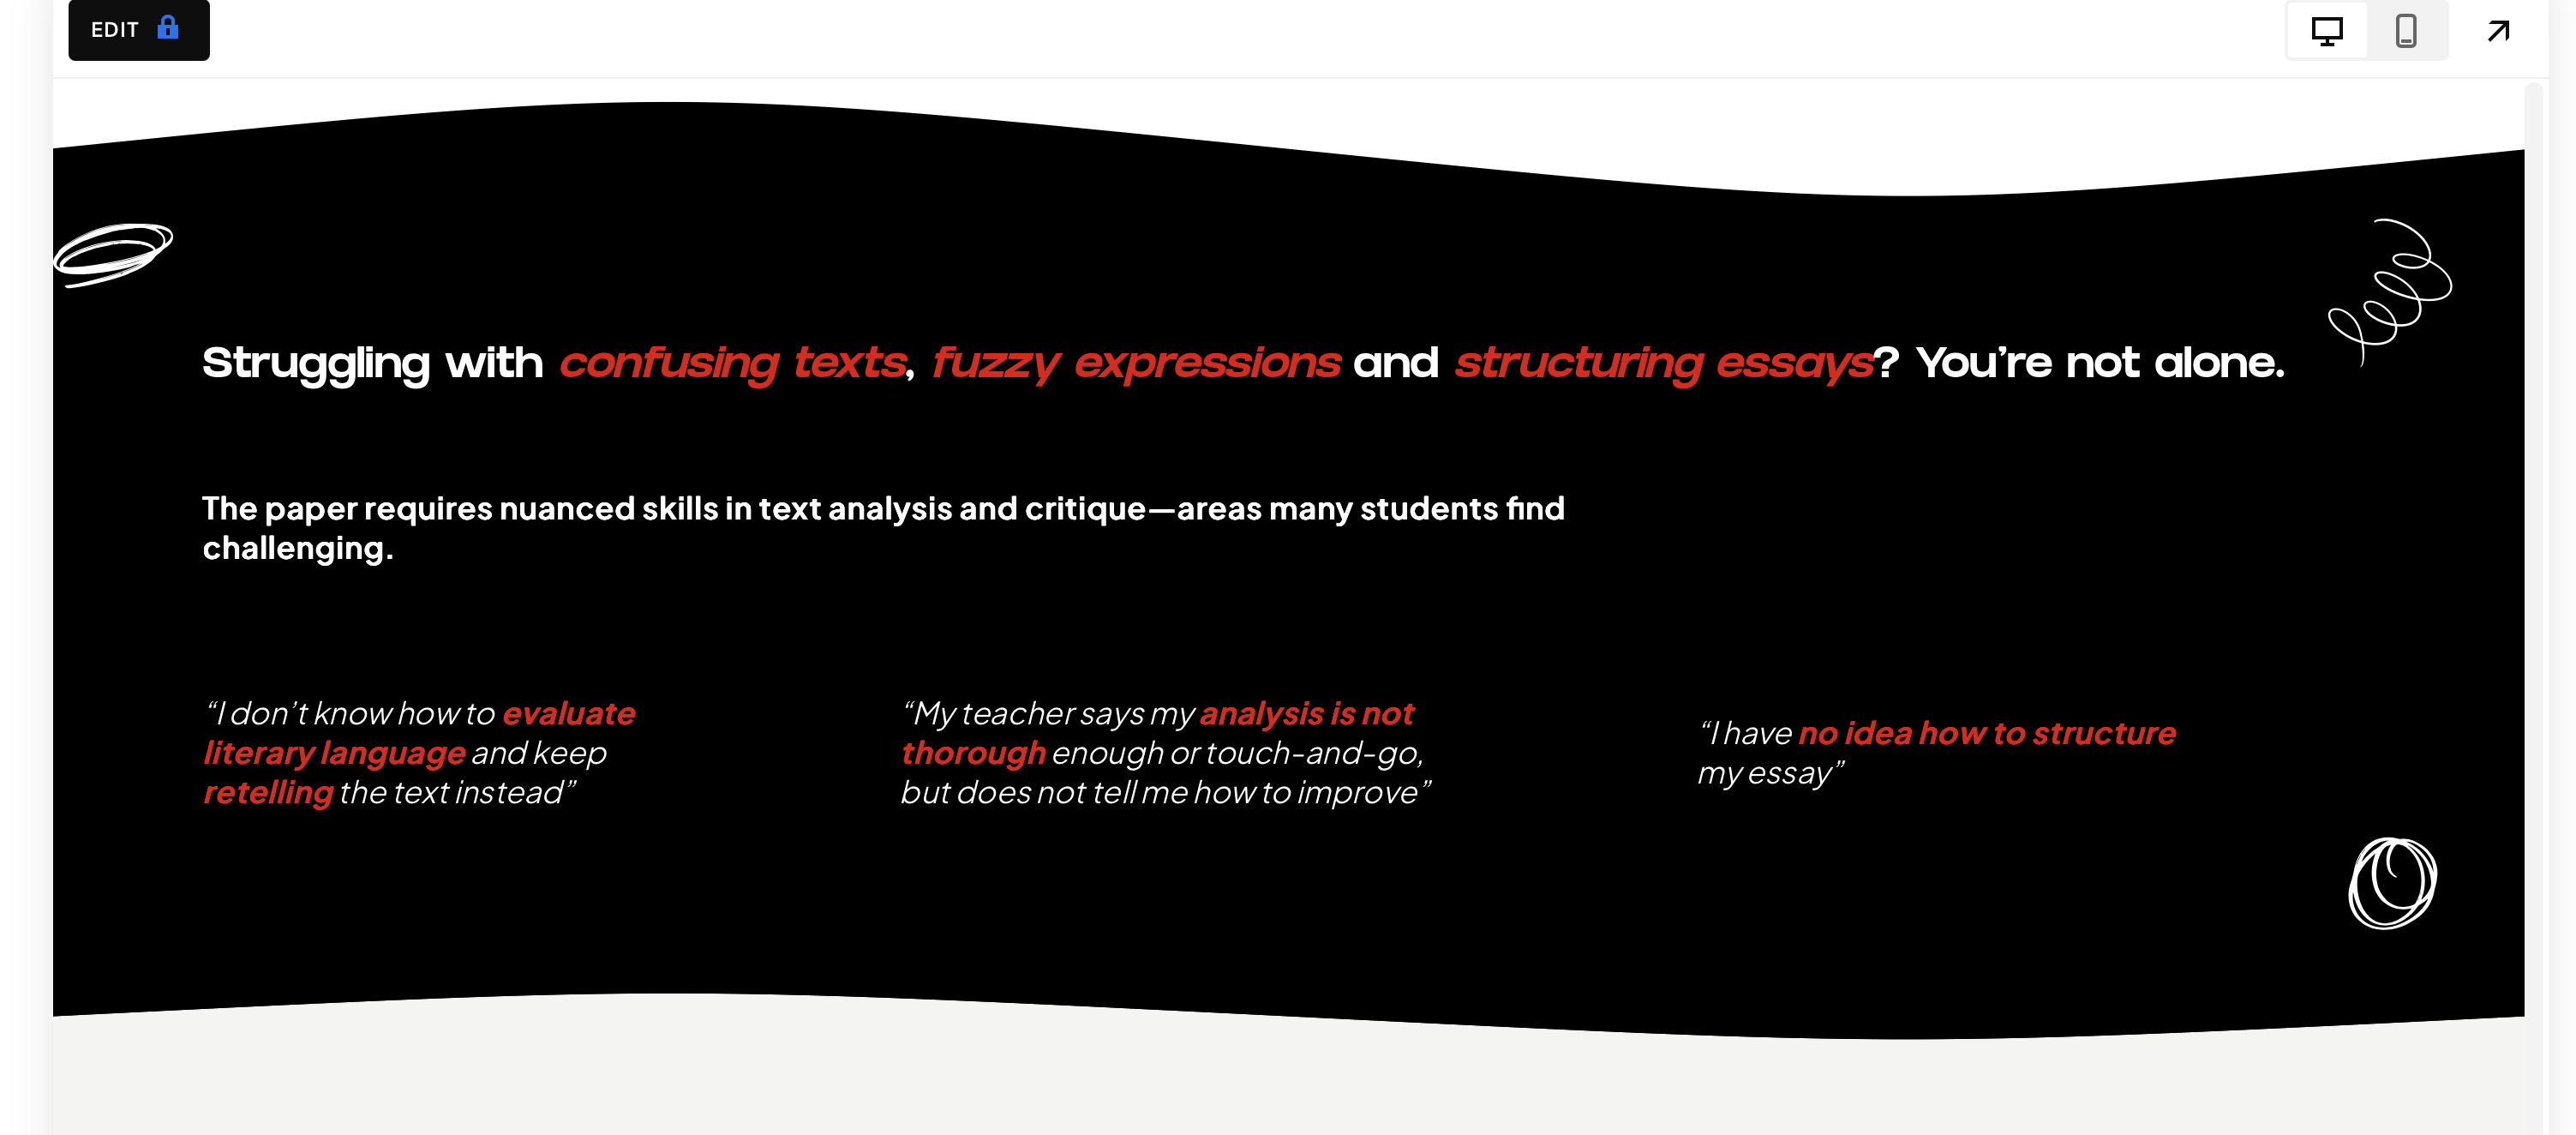 EDIT
Struggling with confusing texts, fuzzy expressions and structuring essays? You’re not alone.
The paper requires nuanced skills in text analysis and critique—areas many students find
challenging.
“I don’t know how to evaluate
literary language and keep
retelling the text instead”
“My teacher says my analysis is not
thorough enough or touch-and-go,
but does not tell me how to improve”
“I have no idea how to structure
my essay”